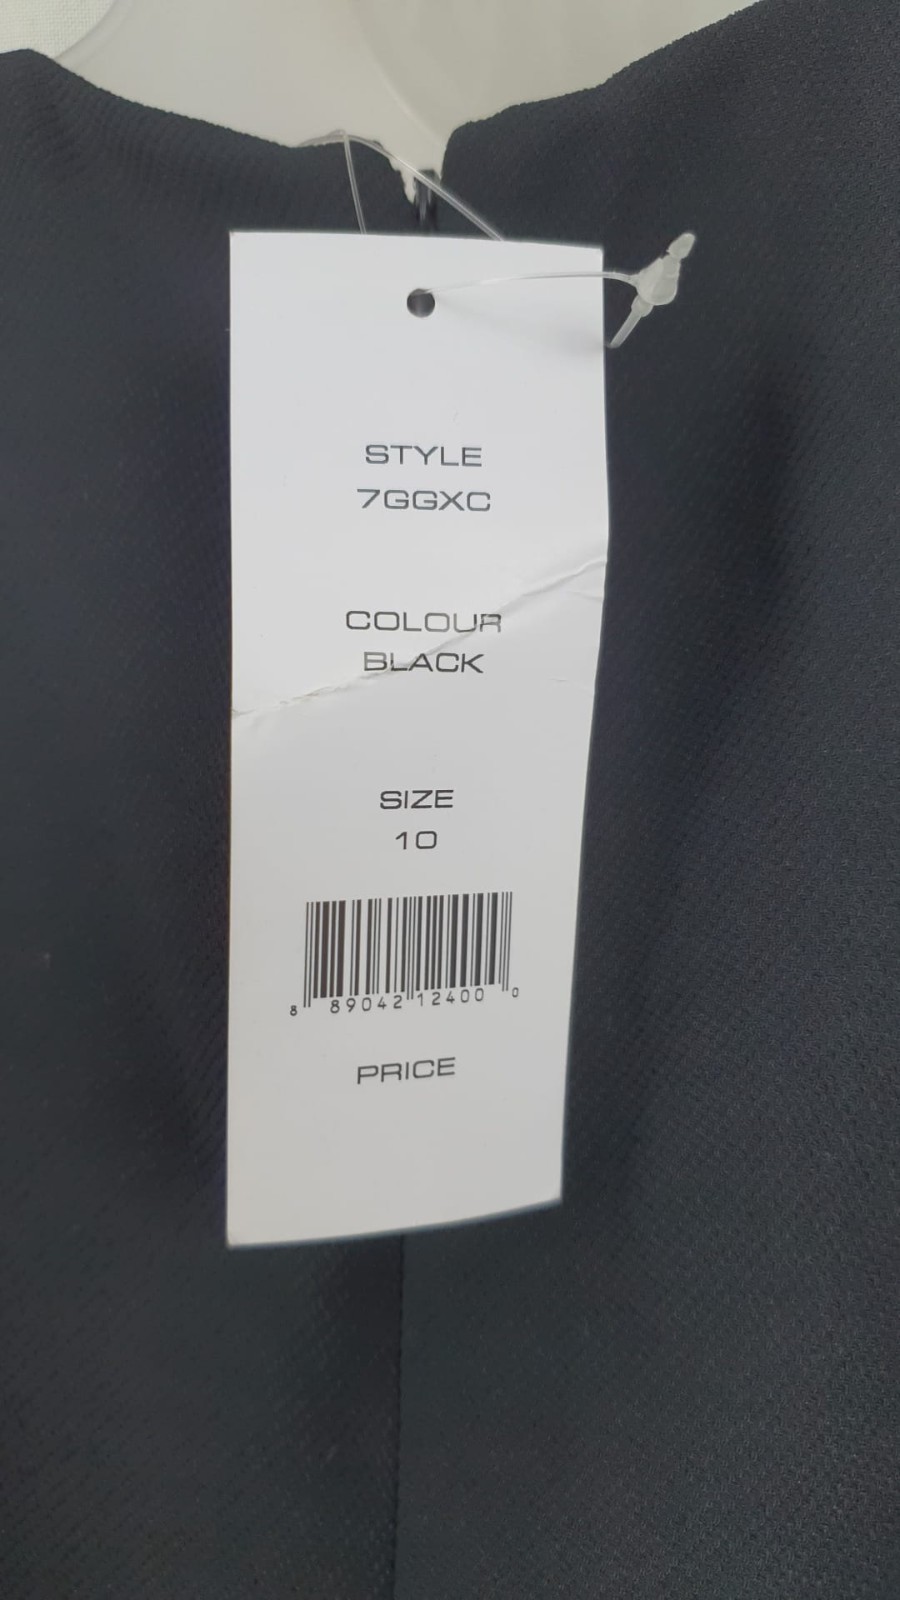 STYLE
7GGXC
COLOUR
BLACK
SIZE
10
8 89042 12400 0
PRICE